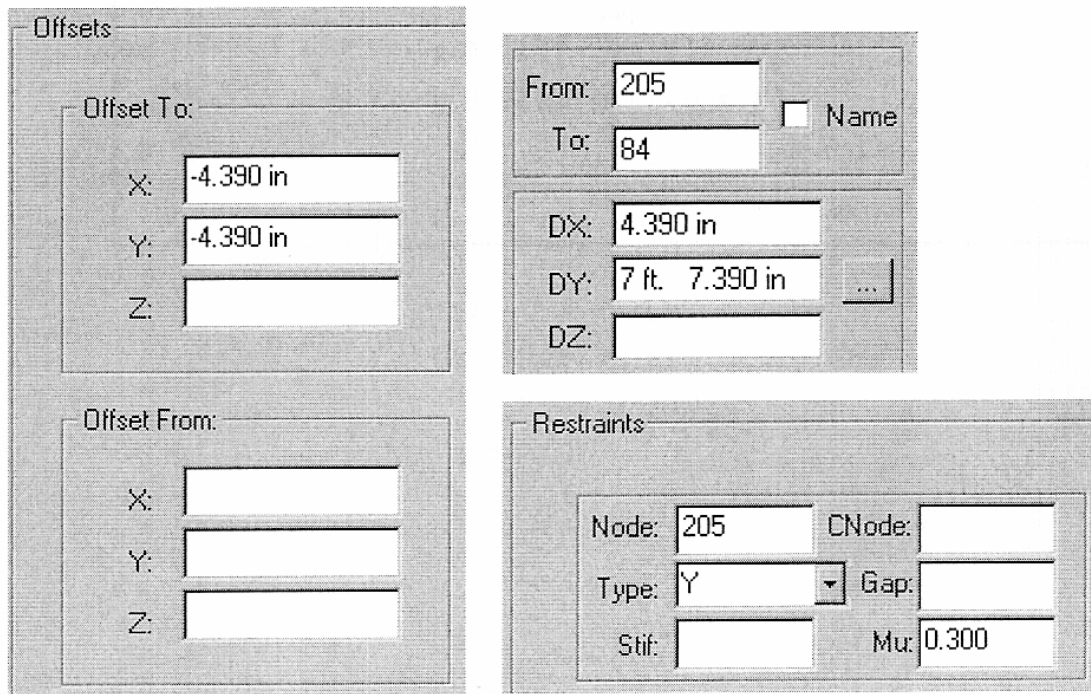 Offsets
Offset To:
X: -4.390 in
Y: -4.390 in
Z:
Offset From:
X:
Y:
Z:
From: 205
To: 84
Name
DX: 4.390 in
DY: 7 ft. 7.390 in
...
DZ:
Restraints
Node: 205 CNode:
Type: Y Gap:
Stif: Mu: 0.300